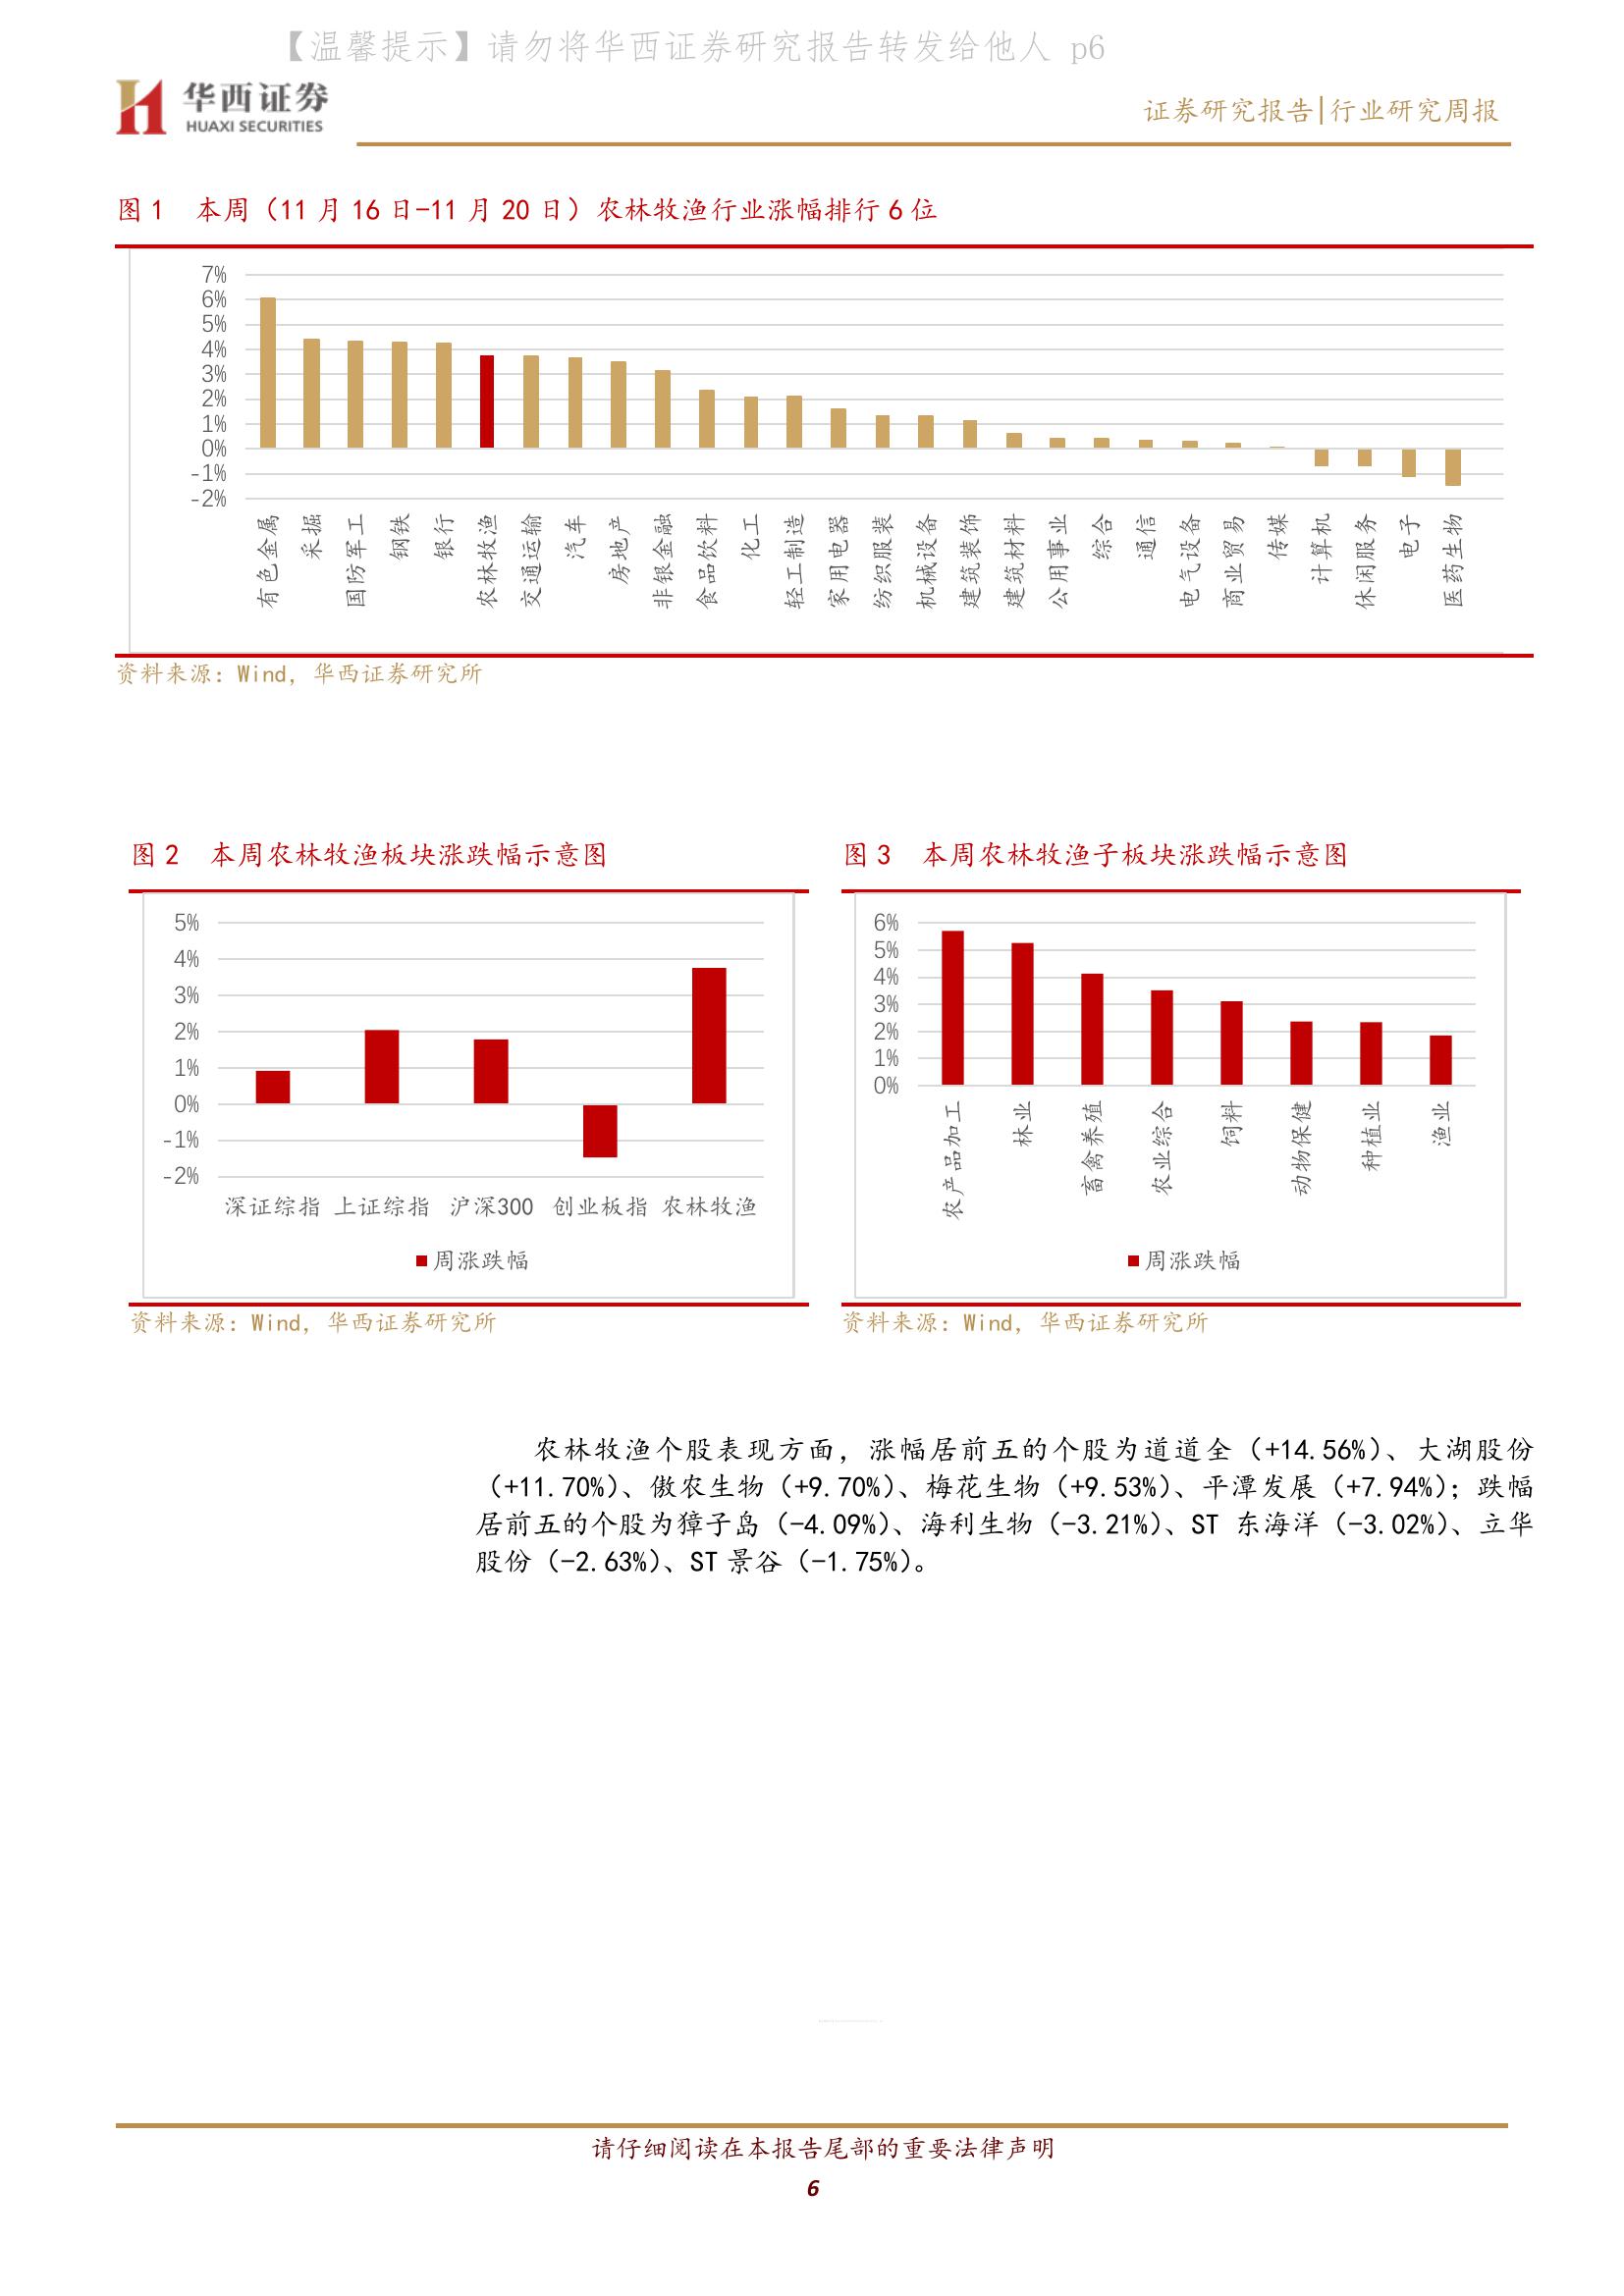 【温馨提示】请勿将华西证券研究报告转发给他人 p6
华西证券
HUAXI SECURITIES
证券研究报告|行业研究周报
图 1 本周（11 月 16 日-11 月 20 日）农林牧渔行业涨幅排行 6 位
7%
6%
5%
4%
3%
2%
1%
0%
-1%
-2%
有色金属
采掘
国防军工
钢铁
银行
农林牧渔
交通运输
汽车
房地产
非银金融
食品饮料
化工
轻工制造
家用电器
纺织服装
机械设备
建筑装饰
建筑材料
公用事业
综合
通信
电气设备
商业贸易
传媒
计算机
休闲服务
电子
医药生物
资料来源：Wind，华西证券研究所
图 2 本周农林牧渔板块涨跌幅示意图
5%
4%
3%
2%
1%
0%
-1%
-2%
深证综指 上证综指 沪深300 创业板指 农林牧渔
周涨跌幅
资料来源：Wind，华西证券研究所
图 3 本周农林牧渔子板块涨跌幅示意图
6%
5%
4%
3%
2%
1%
0%
农产品加工
林业
畜禽养殖
农业综合
饲料
动物保健
种植业
渔业
周涨跌幅
资料来源：Wind，华西证券研究所
农林牧渔个股表现方面，涨幅居前五的个股为道道全（+14.56%）、大湖股份
（+11.70%）、傲农生物（+9.70%）、梅花生物（+9.53%）、平潭发展（+7.94%）；跌幅
居前五的个股为獐子岛（-4.09%）、海利生物（-3.21%）、ST 东海洋（-3.02%）、立华
股份（-2.63%）、ST 景谷（-1.75%）。
请仔细阅读在本报告尾部的重要法律声明
6